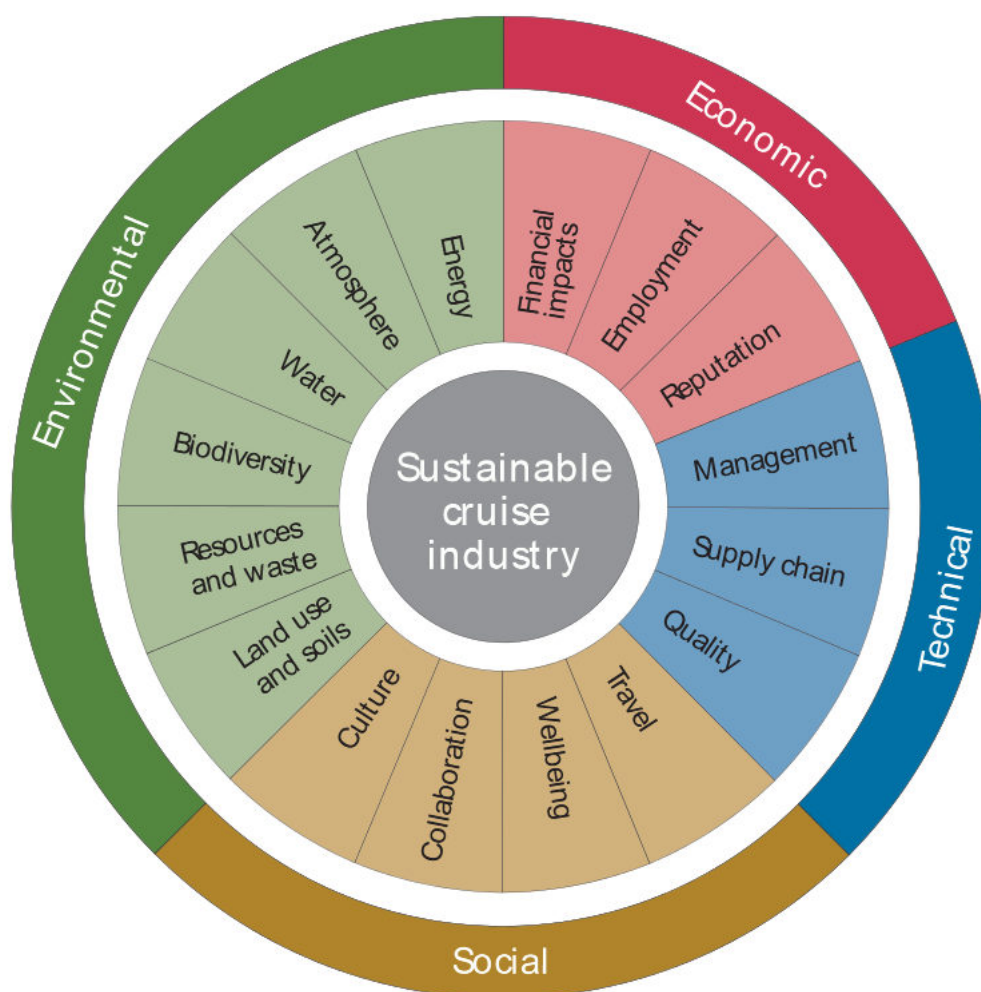 Economic
Technical
Social
Environmental
Financial
impacts
Employment
Reputation
Management
Supply chain
Quality
Travel
Wellbeing
Collaboration
Culture
Land use
and soils
Resources
and waste
Biodiversity
Water
Atmosphere
Energy
Sustainable
cruise
industry